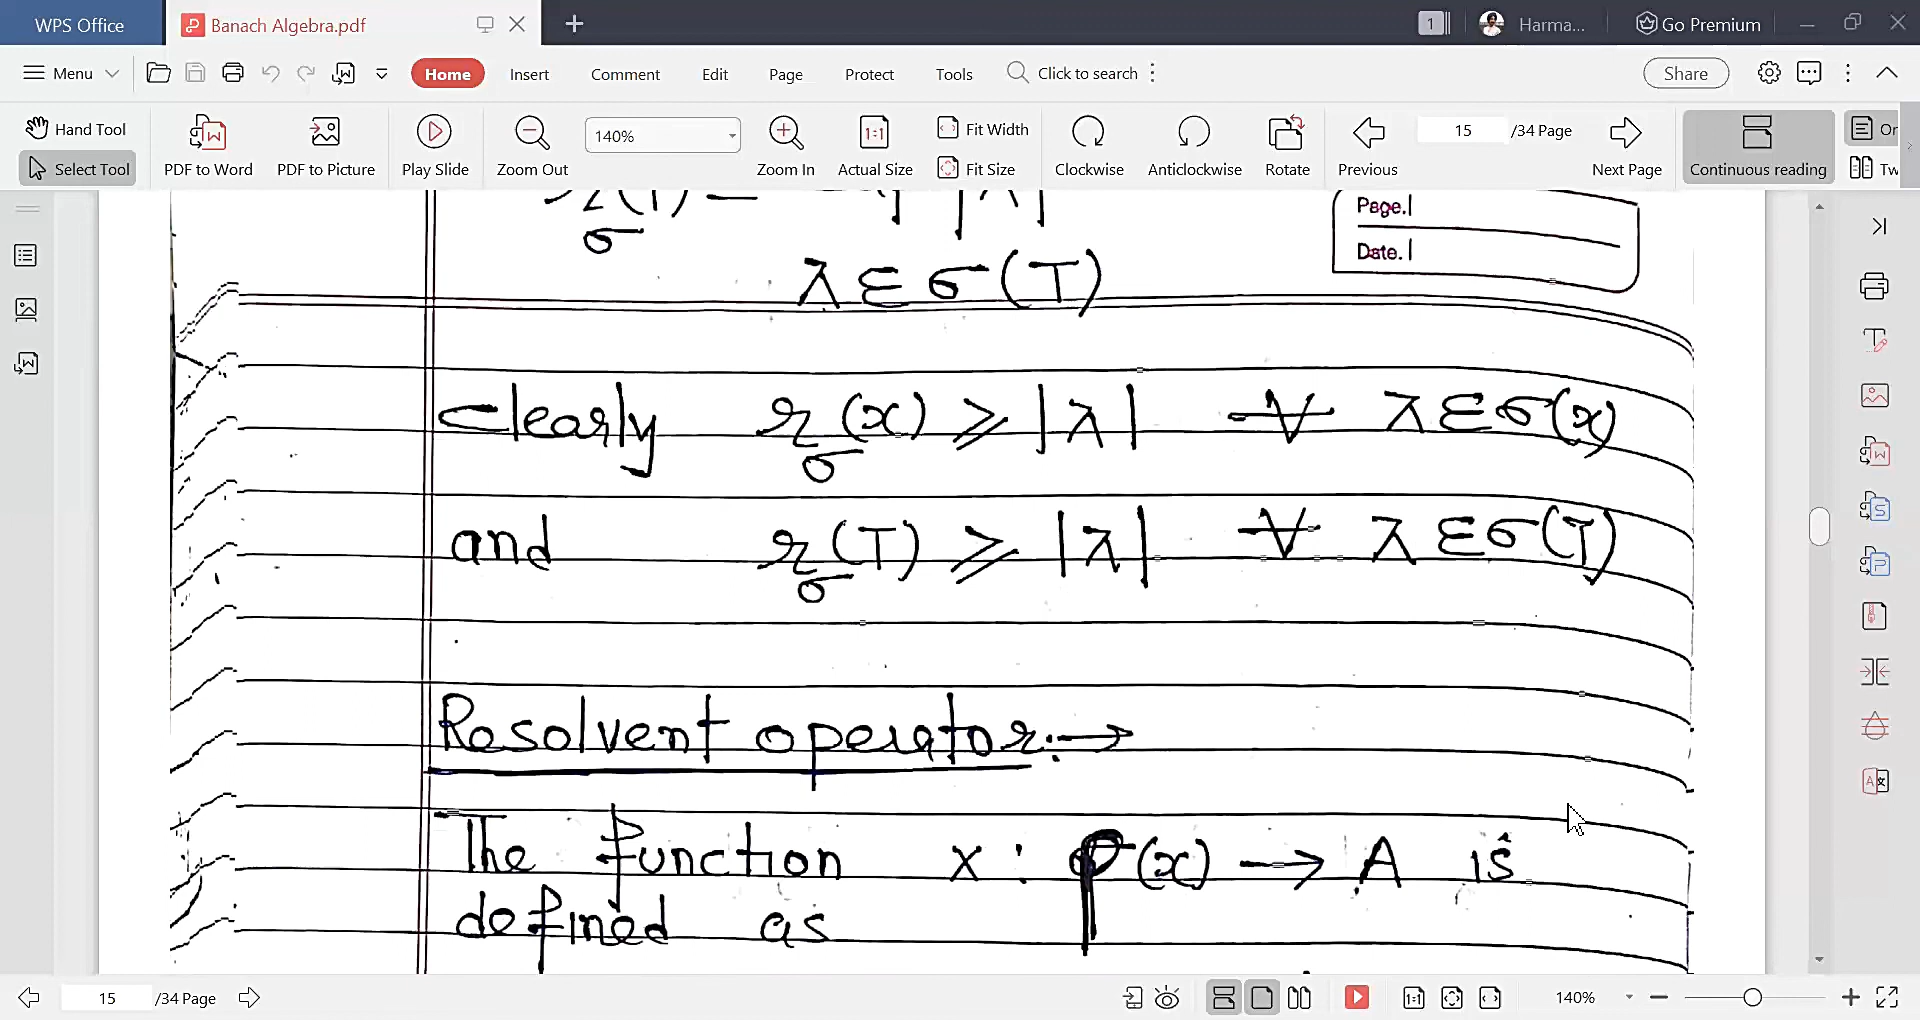 WPS Office
Banach Algebra.pdf
1
Harma...
Go Premium
Menu
Home
Insert
Comment
Edit
Page
Protect
Tools
Click to search
Share
Hand Tool
Select Tool
PDF to Word
PDF to Picture
Play Slide
Zoom Out
140%
Zoom In
Actual Size
Fit Width
Fit Size
Clockwise
Anticlockwise
Rotate
Previous
15 /34 Page
Next Page
Continuous reading
Page.
Date.
λ ∈ σ(T)
Clearly r_σ(x) ⩾ |λ| ∀ λ ∈ σ(x)
and r_σ(T) ⩾ |λ| ∀ λ ∈ σ(T)
Resolvent operator:→
The function x : ρ(x) → A is
defined as
15 /34 Page
140%